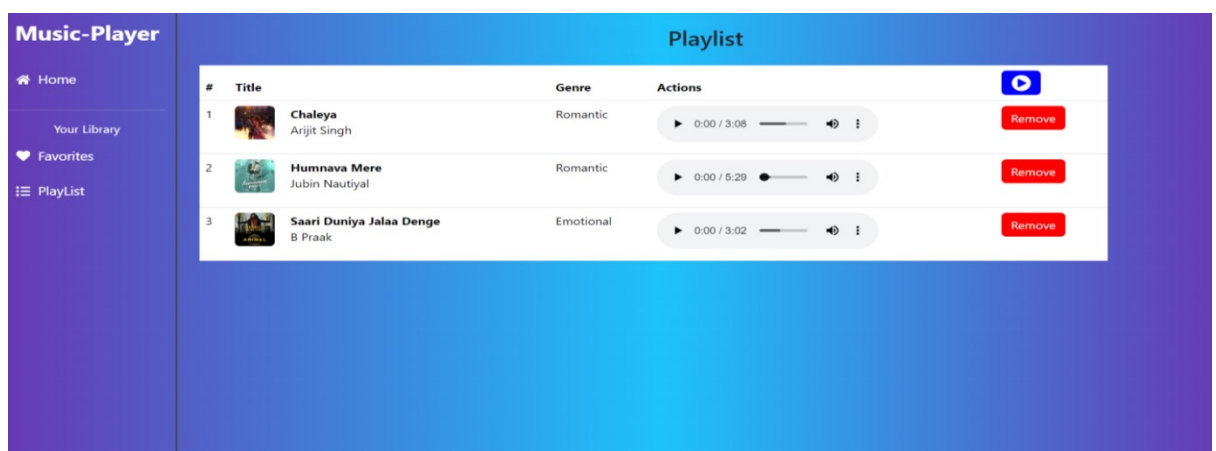 Music-Player
Home
Your Library
Favorites
PlayList
Playlist
# Title Genre Actions
1 Chaleya Romantic 0:00 / 3:08 Remove
Arijit Singh
2 Humnava Mere Romantic 0:00 / 5:29 Remove
Jubin Nautiyal
3 Saari Duniya Jalaa Denge Emotional 0:00 / 3:02 Remove
B Praak
ANIMAL